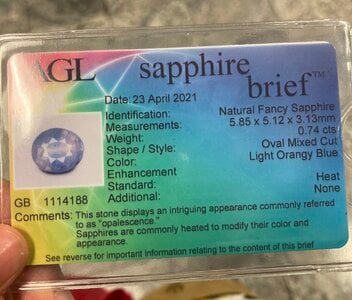 AGL sapphire
brief™
Date: 23 April 2021
Identification: Natural Fancy Sapphire
Measurements: 5.85 x 5.12 x 3.13mm
Weight: 0.74 cts
Shape / Style: Oval Mixed Cut
Color: Light Orangy Blue
Enhancement
Standard: Heat
Additional: None
GB 1114188
Comments: This stone displays an intriguing appearance commonly referred
to as "opalescence."
Sapphires are commonly heated to modify their color and
appearance.
See reverse for important information relating to the content of this brief